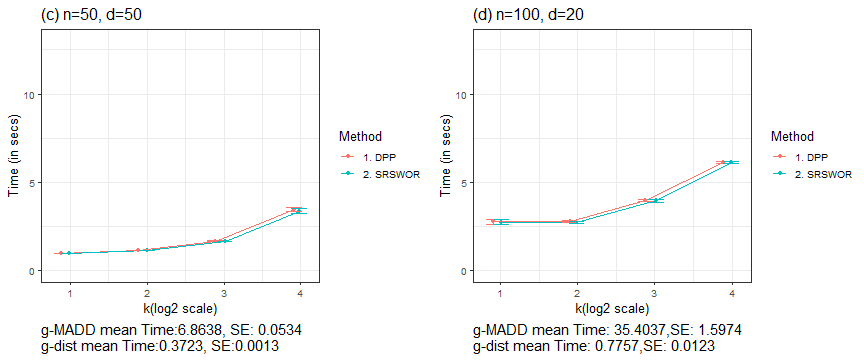 (c) n=50, d=50
10
5
0
Time (in secs)
1 2 3 4
k(log2 scale)
Method
1. DPP
2. SRSWOR
g-MADD mean Time:6.8638, SE: 0.0534
g-dist mean Time:0.3723, SE:0.0013
(d) n=100, d=20
10
5
0
Time (in secs)
1 2 3 4
k(log2 scale)
Method
1. DPP
2. SRSWOR
g-MADD mean Time: 35.4037,SE: 1.5974
g-dist mean Time: 0.7757,SE: 0.0123